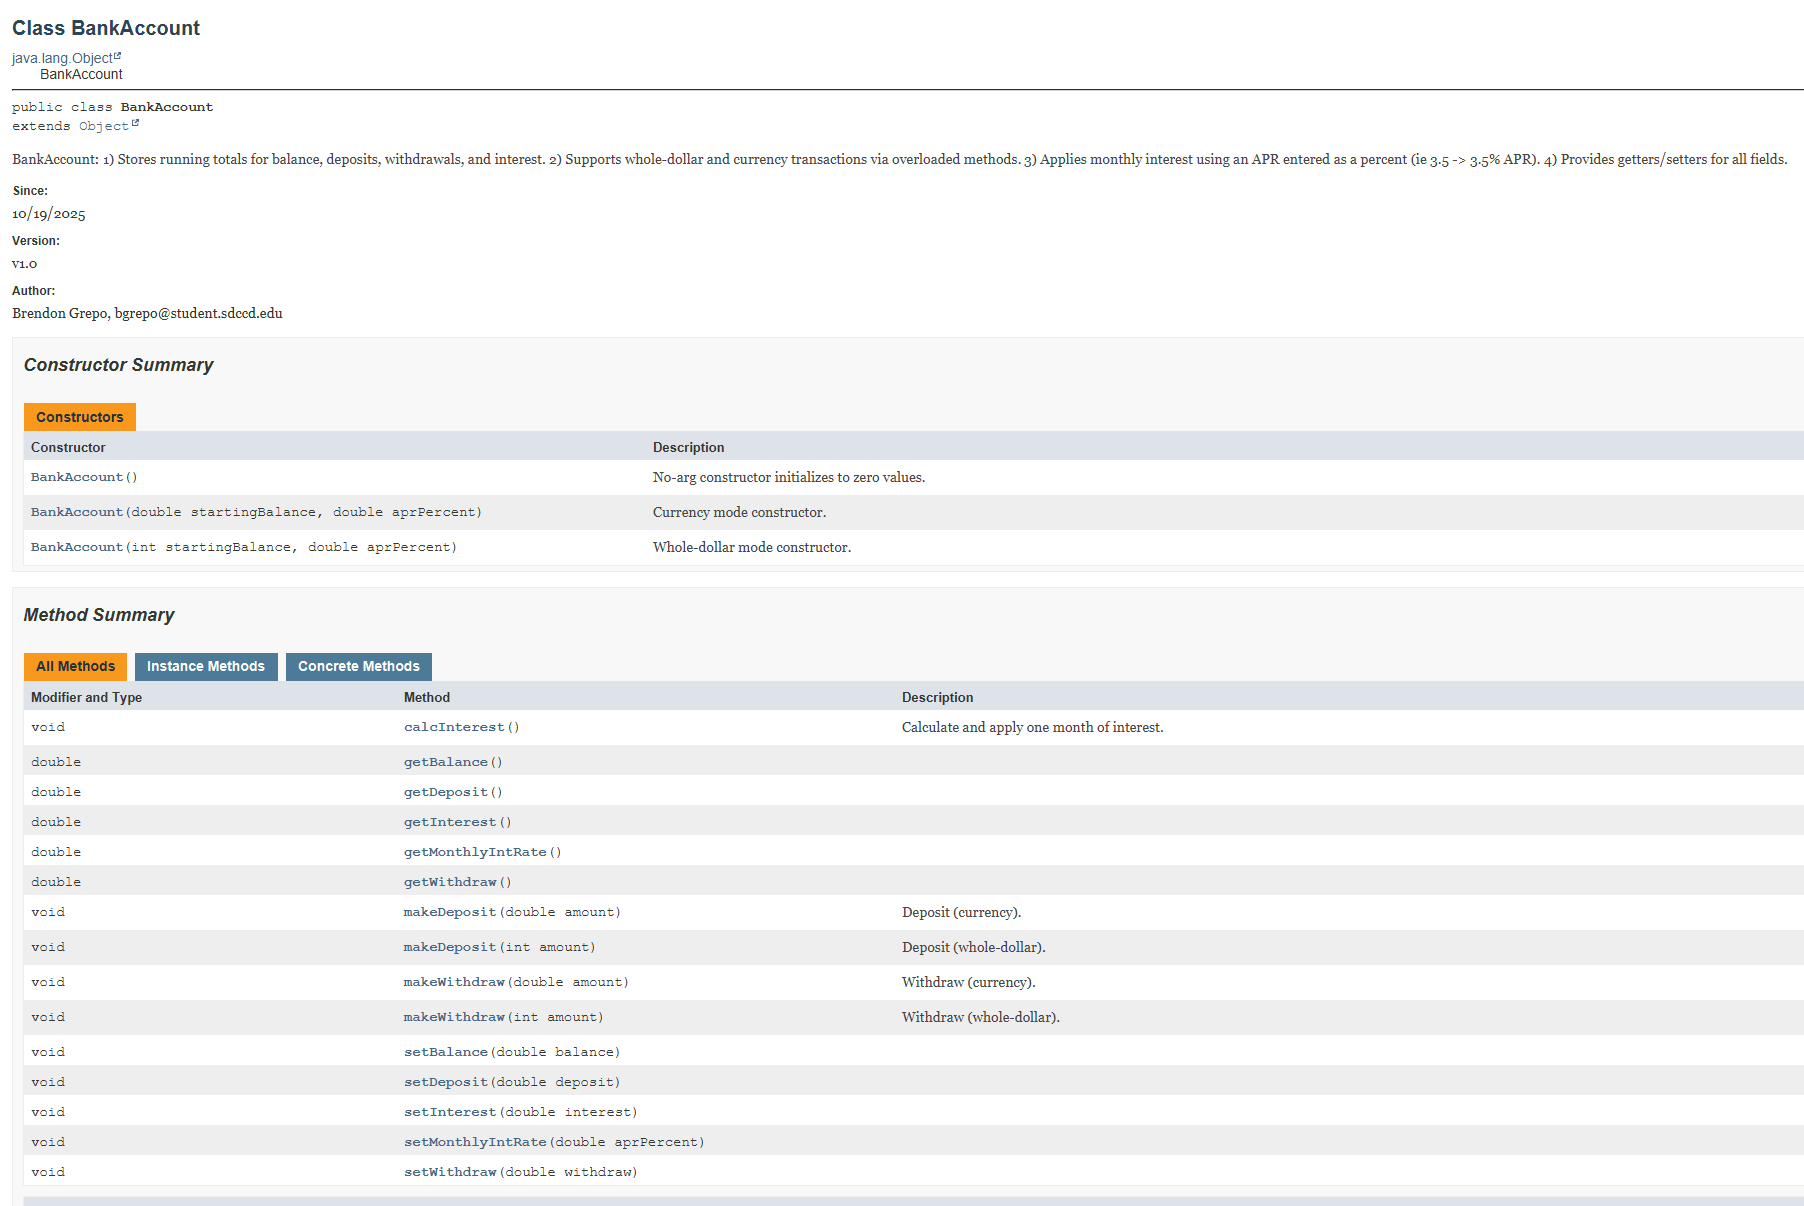 Class BankAccount
java.lang.Object
BankAccount
public class BankAccount
extends Object
BankAccount: 1) Stores running totals for balance, deposits, withdrawals, and interest. 2) Supports whole-dollar and currency transactions via overloaded methods. 3) Applies monthly interest using an APR entered as a percent (ie 3.5 -> 3.5% APR). 4) Provides getters/setters for all fields.
Since:
10/19/2025
Version:
v1.0
Author:
Brendon Grepo, bgrepo@student.sdccd.edu
Constructor Summary
Constructors
Constructor Description
BankAccount() No-arg constructor initializes to zero values.
BankAccount(double startingBalance, double aprPercent) Currency mode constructor.
BankAccount(int startingBalance, double aprPercent) Whole-dollar mode constructor.
Method Summary
All Methods Instance Methods Concrete Methods
Modifier and Type Method Description
void calcInterest() Calculate and apply one month of interest.
double getBalance()
double getDeposit()
double getInterest()
double getMonthlyIntRate()
double getWithdraw()
void makeDeposit(double amount) Deposit (currency).
void makeDeposit(int amount) Deposit (whole-dollar).
void makeWithdraw(double amount) Withdraw (currency).
void makeWithdraw(int amount) Withdraw (whole-dollar).
void setBalance(double balance)
void setDeposit(double deposit)
void setInterest(double interest)
void setMonthlyIntRate(double aprPercent)
void setWithdraw(double withdraw)